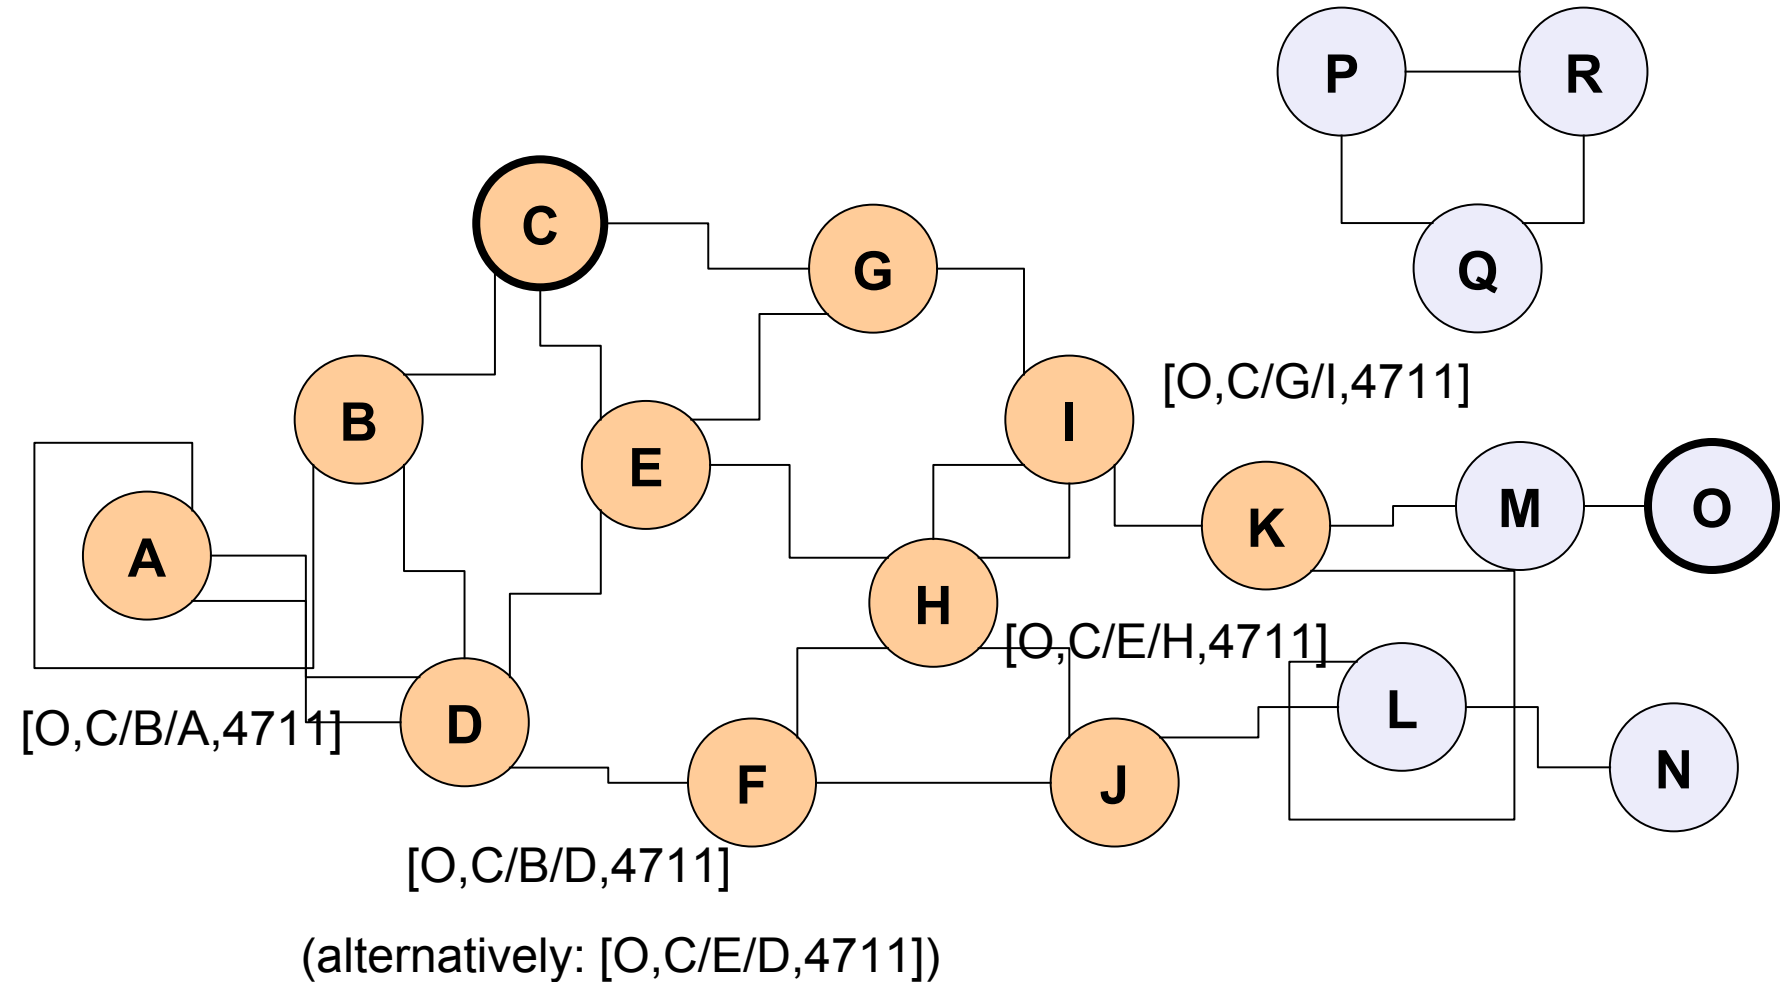 P
R
C
G
Q
[O,C/G/I,4711]
B
I
E
M
O
K
A
H
[O,C/E/H,4711]
[O,C/B/A,4711]
D
L
F
J
N
[O,C/B/D,4711]
(alternatively: [O,C/E/D,4711])